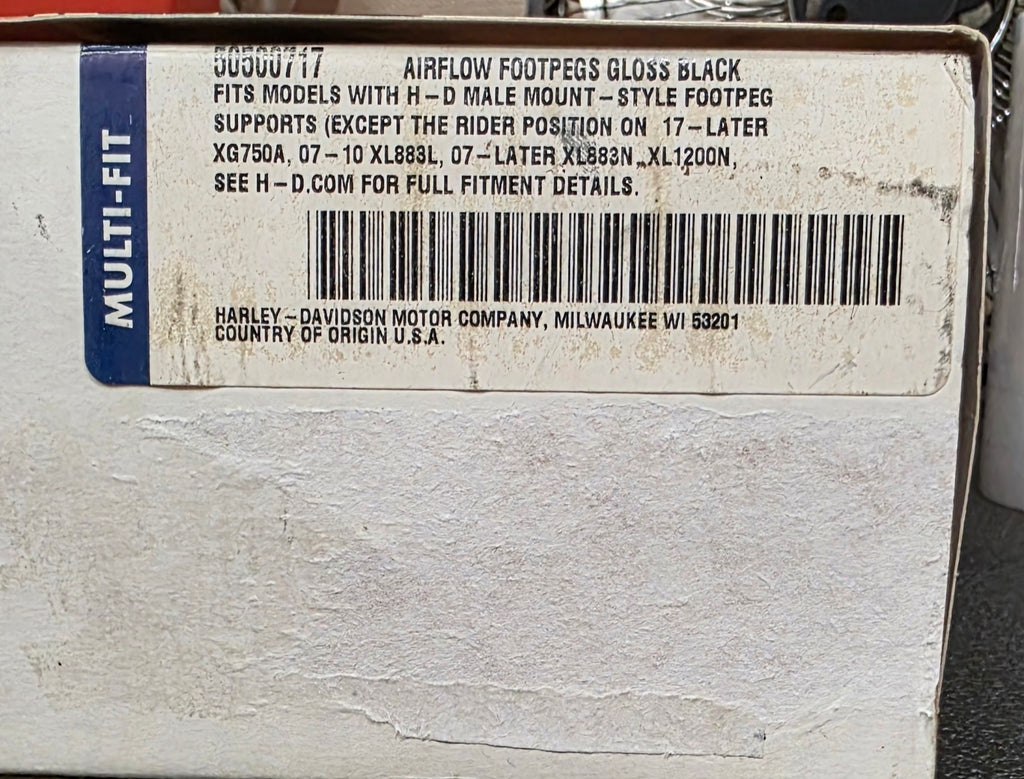 MULTI-FIT
50500717 AIRFLOW FOOTPEGS GLOSS BLACK
FITS MODELS WITH H-D MALE MOUNT-STYLE FOOTPEG
SUPPORTS (EXCEPT THE RIDER POSITION ON 17-LATER
XG750A, 07-10 XL883L, 07-LATER XL883N, XL1200N,
SEE H-D.COM FOR FULL FITMENT DETAILS.
HARLEY-DAVIDSON MOTOR COMPANY, MILWAUKEE WI 53201
COUNTRY OF ORIGIN U.S.A.